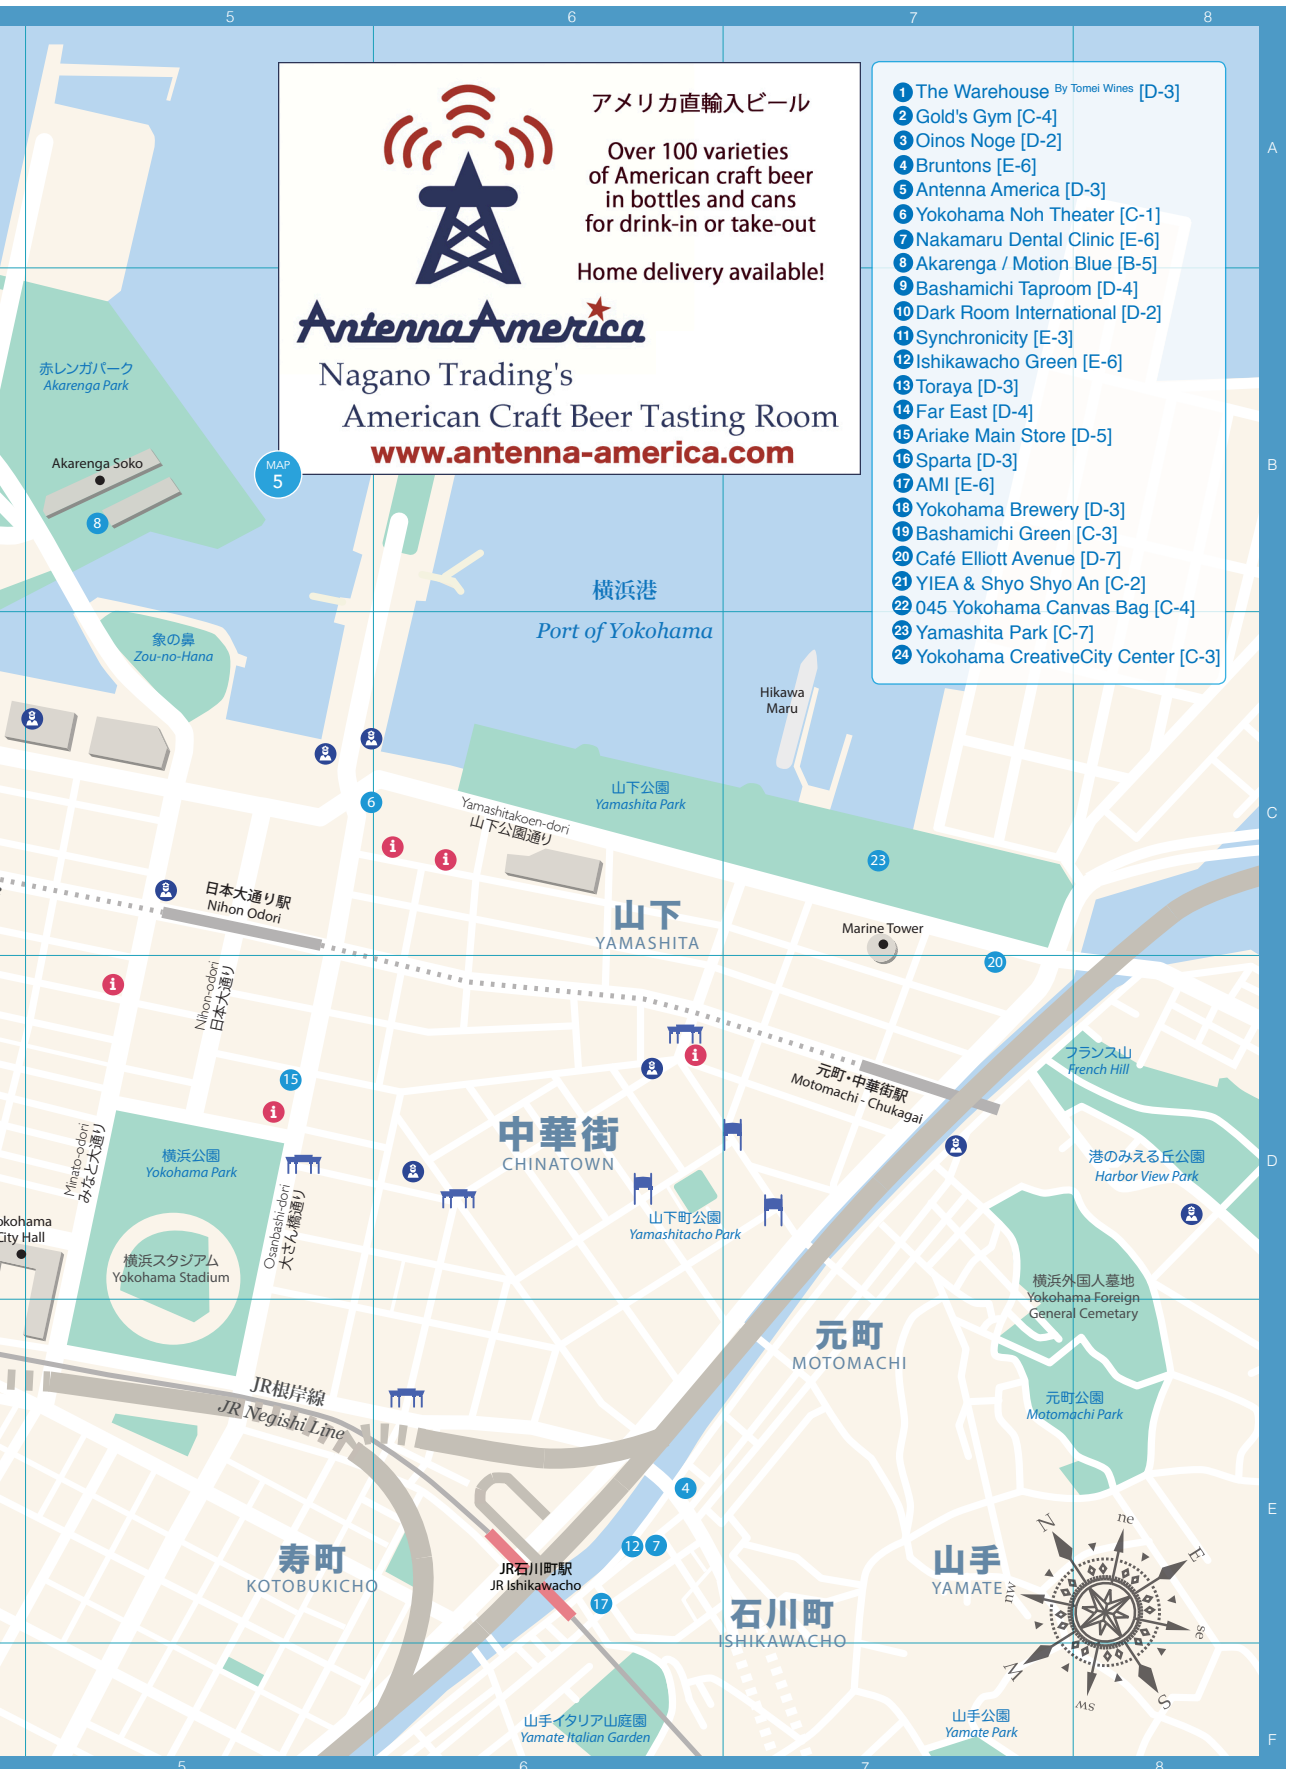 5
6
7
8
アメリカ直輸入ビール
Over 100 varieties
of American craft beer
in bottles and cans
for drink-in or take-out
Home delivery available!
Antenna America
Nagano Trading's
American Craft Beer Tasting Room
www.antenna-america.com
1 The Warehouse By Tomei Wines [D-3]
2 Gold's Gym [C-4]
3 Oinos Noge [D-2]
4 Bruntons [E-6]
5 Antenna America [D-3]
6 Yokohama Noh Theater [C-1]
7 Nakamaru Dental Clinic [E-6]
8 Akarenga / Motion Blue [B-5]
9 Bashamichi Taproom [D-4]
10 Dark Room International [D-2]
11 Synchronicity [E-3]
12 Ishikawacho Green [E-6]
13 Toraya [D-3]
14 Far East [D-4]
15 Ariake Main Store [D-5]
16 Sparta [D-3]
17 AMI [E-6]
18 Yokohama Brewery [D-3]
19 Bashamichi Green [C-3]
20 Café Elliott Avenue [D-7]
21 YIEA & Shyo Shyo An [C-2]
22 045 Yokohama Canvas Bag [C-4]
23 Yamashita Park [C-7]
24 Yokohama CreativeCity Center [C-3]
A
赤レンガパーク
Akarenga Park
Akarenga Soko
8
MAP
5
B
横浜港
Port of Yokohama
象の鼻
Zou-no-Hana
Hikawa
Maru
山下公園
Yamashita Park
6
Yamashitakoen-dori
山下公園通り
C
23
日本大通り駅
Nihon Odori
山下
YAMASHITA
Marine Tower
20
Nihon-odori
日本大通り
15
フランス山
French Hill
元町・中華街駅
Motomachi - Chukagai
中華街
CHINATOWN
Minato-odori
みなと大通り
横浜公園
Yokohama Park
港のみえる丘公園
Harbor View Park
D
Osanbashi-dori
大さん橋通り
山下町公園
Yamashitacho Park
okohama
City Hall
横浜スタジアム
Yokohama Stadium
横浜外国人墓地
Yokohama Foreign
General Cemetary
元町
MOTOMACHI
JR根岸線
JR Negishi Line
元町公園
Motomachi Park
4
E
12
7
寿町
KOTOBUKICHO
JR石川町駅
JR Ishikawacho
17
山手
YAMATE
石川町
ISHIKAWACHO
N
ne
E
se
S
sw
W
nw
山手イタリア山庭園
Yamate Italian Garden
山手公園
Yamate Park
F
5
6
7
8